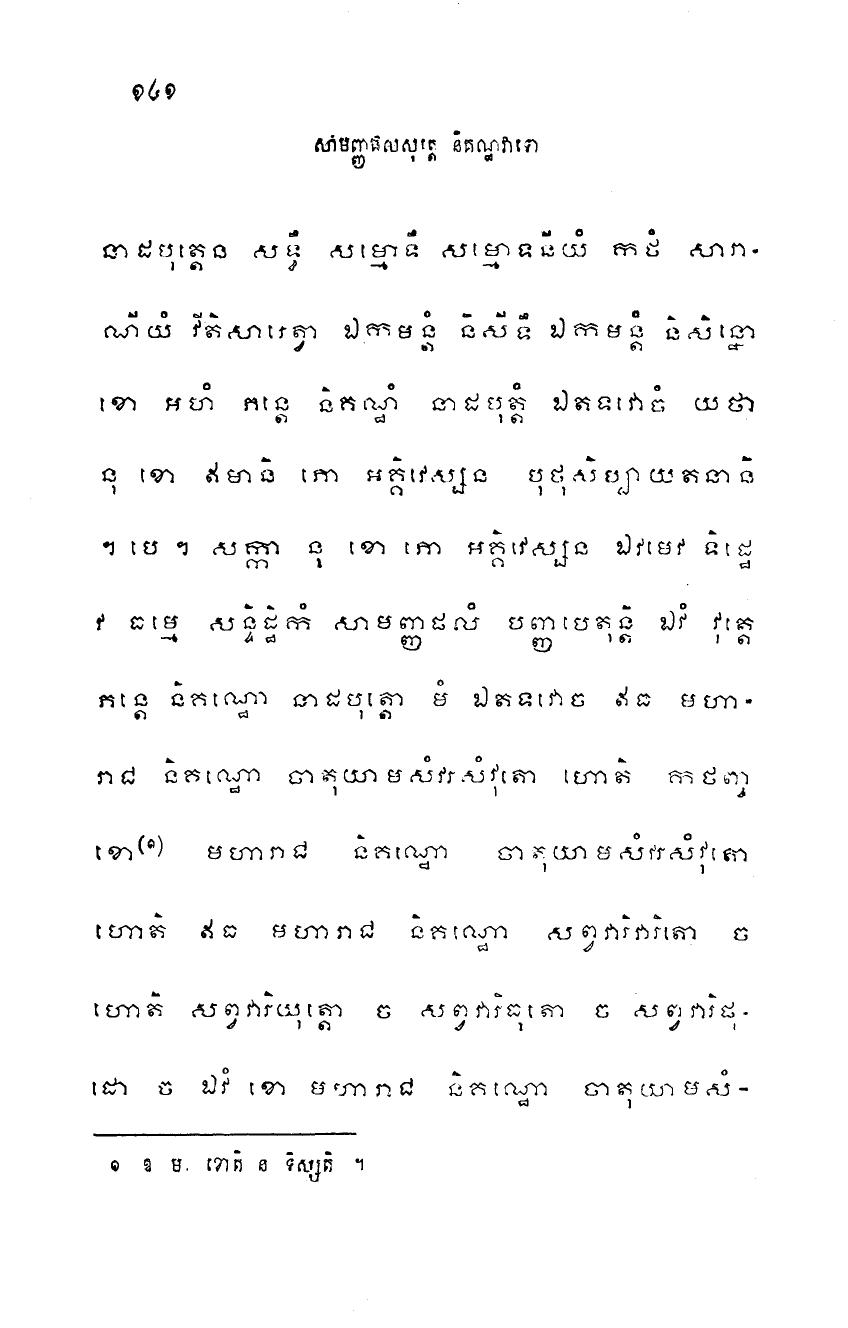 ១៤១
សាមញ្ញផលសុត្តេ និគណ្ឋវាទោ
នាដបុត្តេន សទ្ធឹ សម្មោទឹ សម្មោទនីយំ កថំ សារា-
ណីយំ វីតិសារេត្វា ឯកមន្តំ និសីទឹ ឯកមន្តំ និសិន្នោ
ខោ អហំ ភន្តេ និគណ្ឋំ នាដបុត្តំ ឯតទវោចំ យថា
នុ ខោ ឥមានិ ភោ អគ្គិវេស្សន បុថុសិប្បាយតនានិ
។ បេ ។ សក្កា នុ ខោ ភោ អគ្គិវេស្សន ឯវមេវ ទិដ្ឋេ
វ ធម្មេ សន្ទិដ្ឋិកំ សាមញ្ញផលំ បញ្ញបេតុន្តិ ឯវំ វុត្តេ
ភន្តេ និគណ្ឋោ នាដបុត្តោ មំ ឯតទវោច ឥធ មហា-
រាជ និគណ្ឋោ ចាតុយាមសំវរសំវុតោ ហោតិ កថញ្ច
ខោ(១) មហារាជ និគណ្ឋោ ចាតុយាមសំវរសំវុតោ
ហោតិ ឥធ មហារាជ និគណ្ឋោ សព្វវារិវារិតោ ច
ហោតិ សព្វវារិយុត្តោ ច សព្វវារិធុតោ ច សព្វវារិផុ-
ដោ ច ឯវំ ខោ មហារាជ និគណ្ឋោ ចាតុយាមសំ-
១ ឱ ម. ខោតិ ន ទិស្សតិ ។